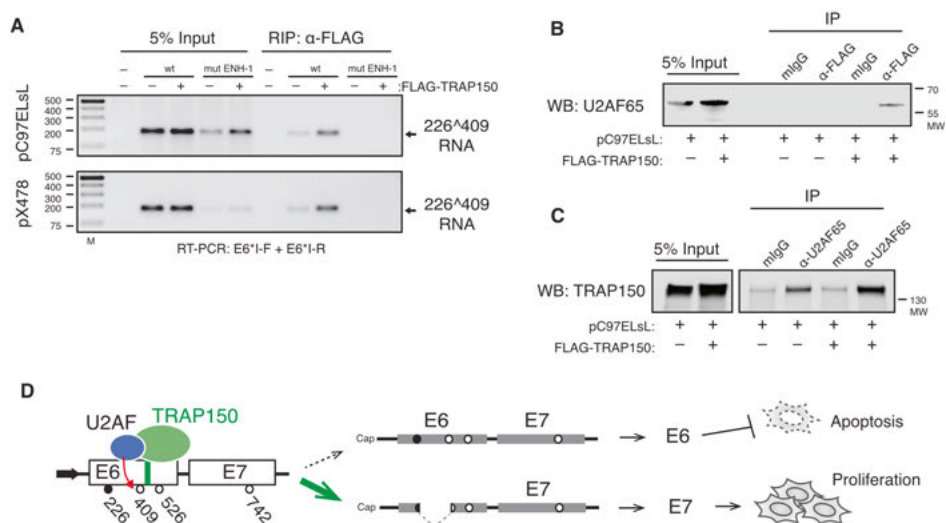 A
5% Input
RIP: α-FLAG
– wt mut ENH-1 – wt mut ENH-1
– + – + – + – + :FLAG-TRAP150
pC97ELsL
500
400
300
200
75
226^409
RNA
pX478
500
400
300
200
75
226^409
RNA
M
RT-PCR: E6*I-F + E6*I-R
B
IP
5% Input
mIgG
α-FLAG
mIgG
α-FLAG
WB: U2AF65
70
55
MW
pC97ELsL: + + + + + +
FLAG-TRAP150: – + – – + +
C
IP
5% Input
mIgG
α-U2AF65
mIgG
α-U2AF65
WB: TRAP150
130
MW
pC97ELsL: + + + + + +
FLAG-TRAP150: – + – – + +
D
TRAP150
U2AF
E6
E7
226
409
526
742
Cap
E6
E7
E6
Apoptosis
Cap
E7
E7
Proliferation